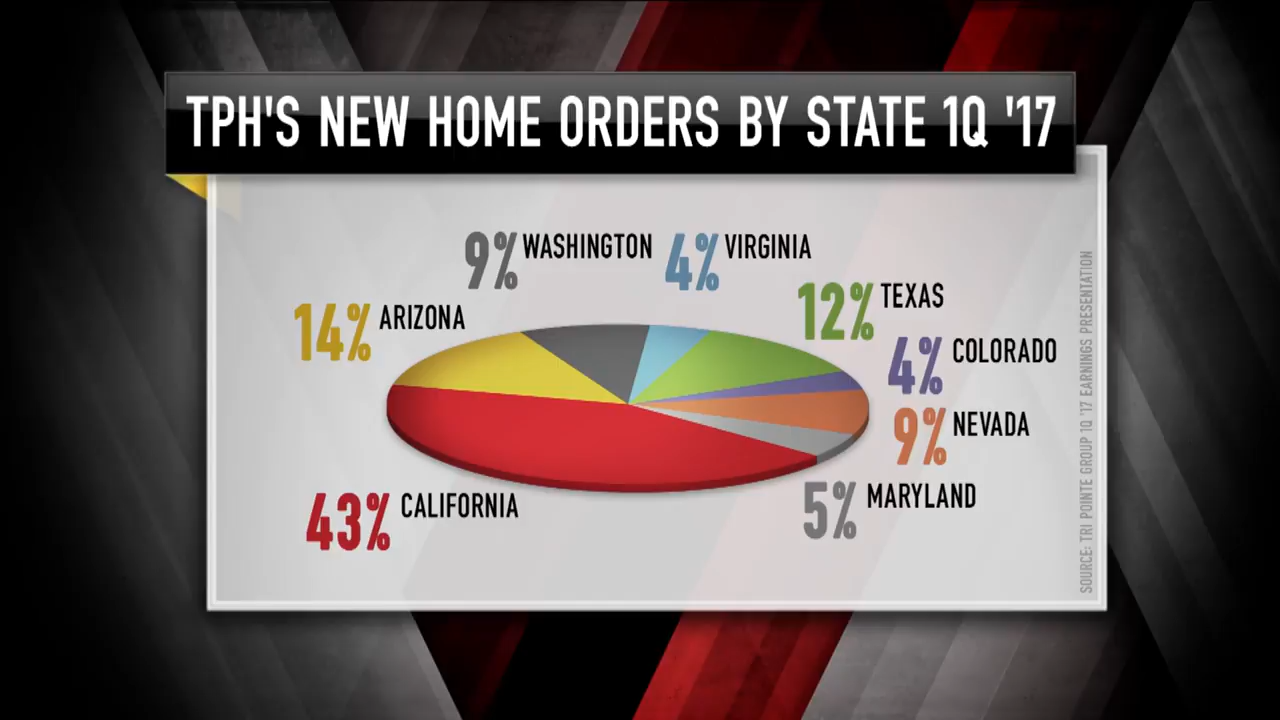 TPH'S NEW HOME ORDERS BY STATE 1Q '17
9% WASHINGTON
4% VIRGINIA
12% TEXAS
14% ARIZONA
4% COLORADO
9% NEVADA
5% MARYLAND
43% CALIFORNIA
SOURCE: TRI POINTE GROUP 1Q '17 EARNINGS PRESENTATION